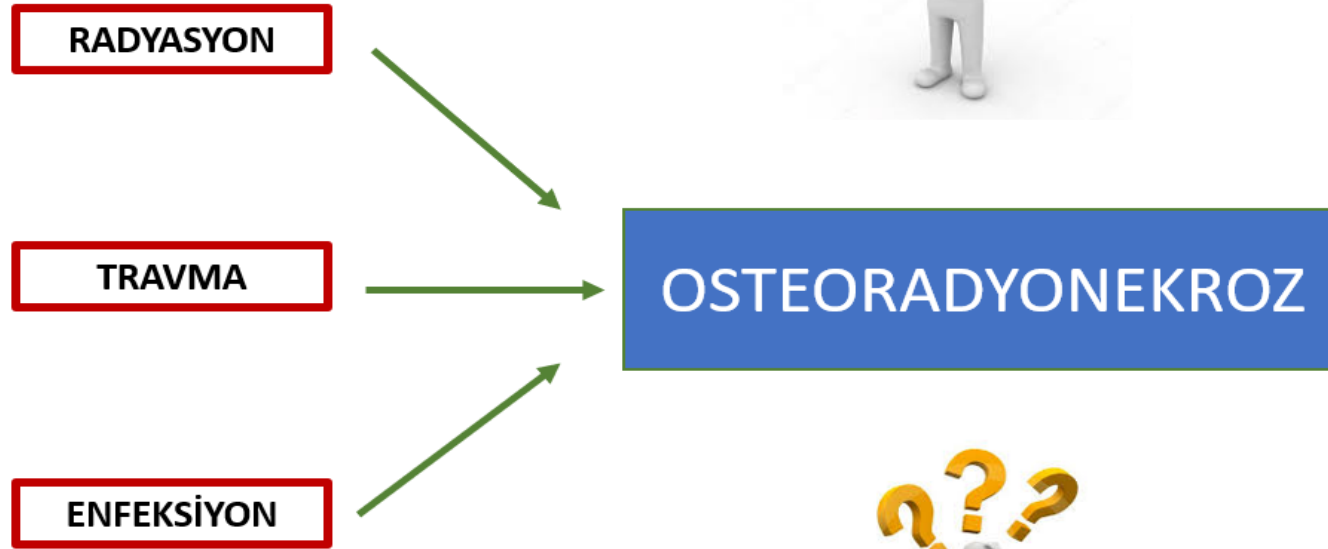 RADYASYON
TRAVMA
OSTEORADYONEKROZ
ENFEKSİYON
???